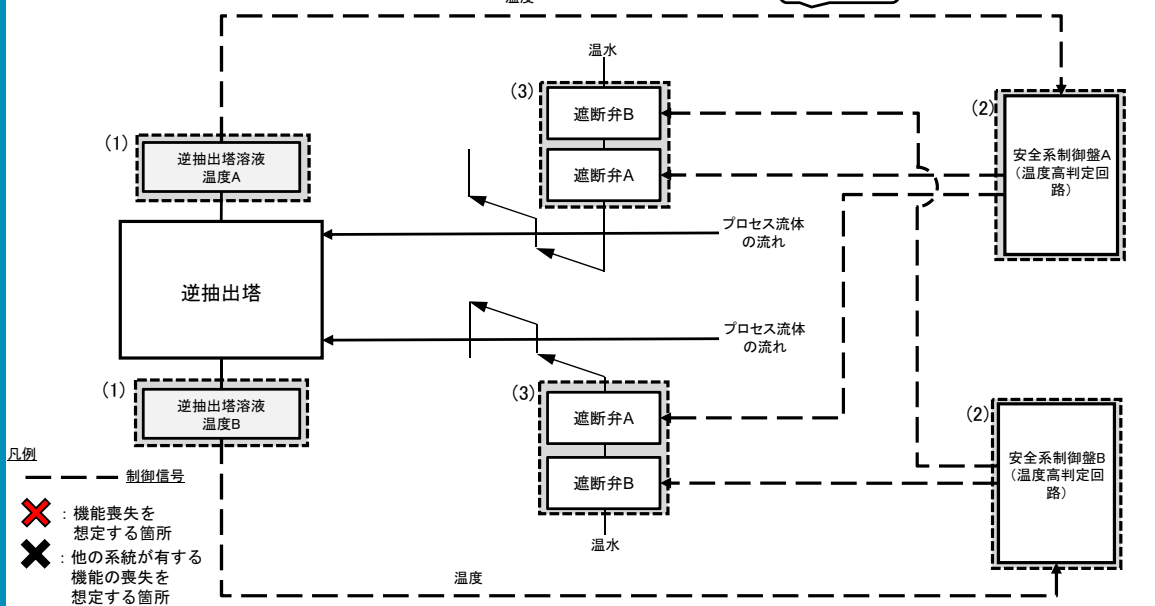 温度
温水
(3)
遮断弁B
遮断弁A
(2)
安全系制御盤A
(温度高判定回
路)
(1)
逆抽出塔溶液
温度A
プロセス流体
の流れ
逆抽出塔
プロセス流体
の流れ
(1)
逆抽出塔溶液
温度B
(3)
遮断弁A
遮断弁B
温水
(2)
安全系制御盤B
(温度高判定回
路)
凡例
制御信号
:機能喪失を
想定する箇所
:他の系統が有する
機能の喪失を
想定する箇所
温度